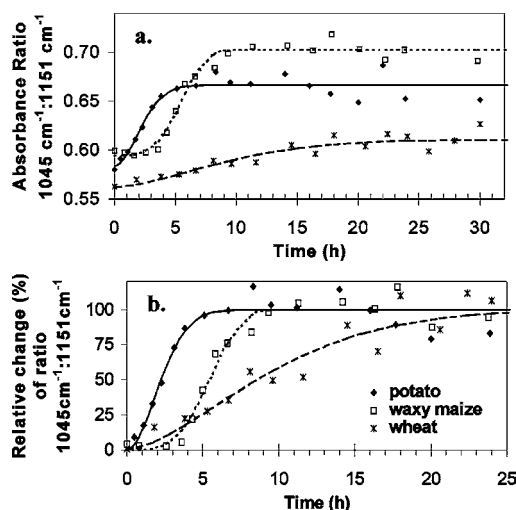 a.
Absorbance Ratio
1045 cm⁻¹:1151 cm⁻¹
0.70
0.65
0.60
0.55
0 5 10 15 20 25 30
Time (h)
b.
Relative change (%)
of ratio
1045cm⁻¹:1151cm⁻¹
100
75
50
25
0
potato
waxy maize
wheat
0 5 10 15 20 25
Time (h)